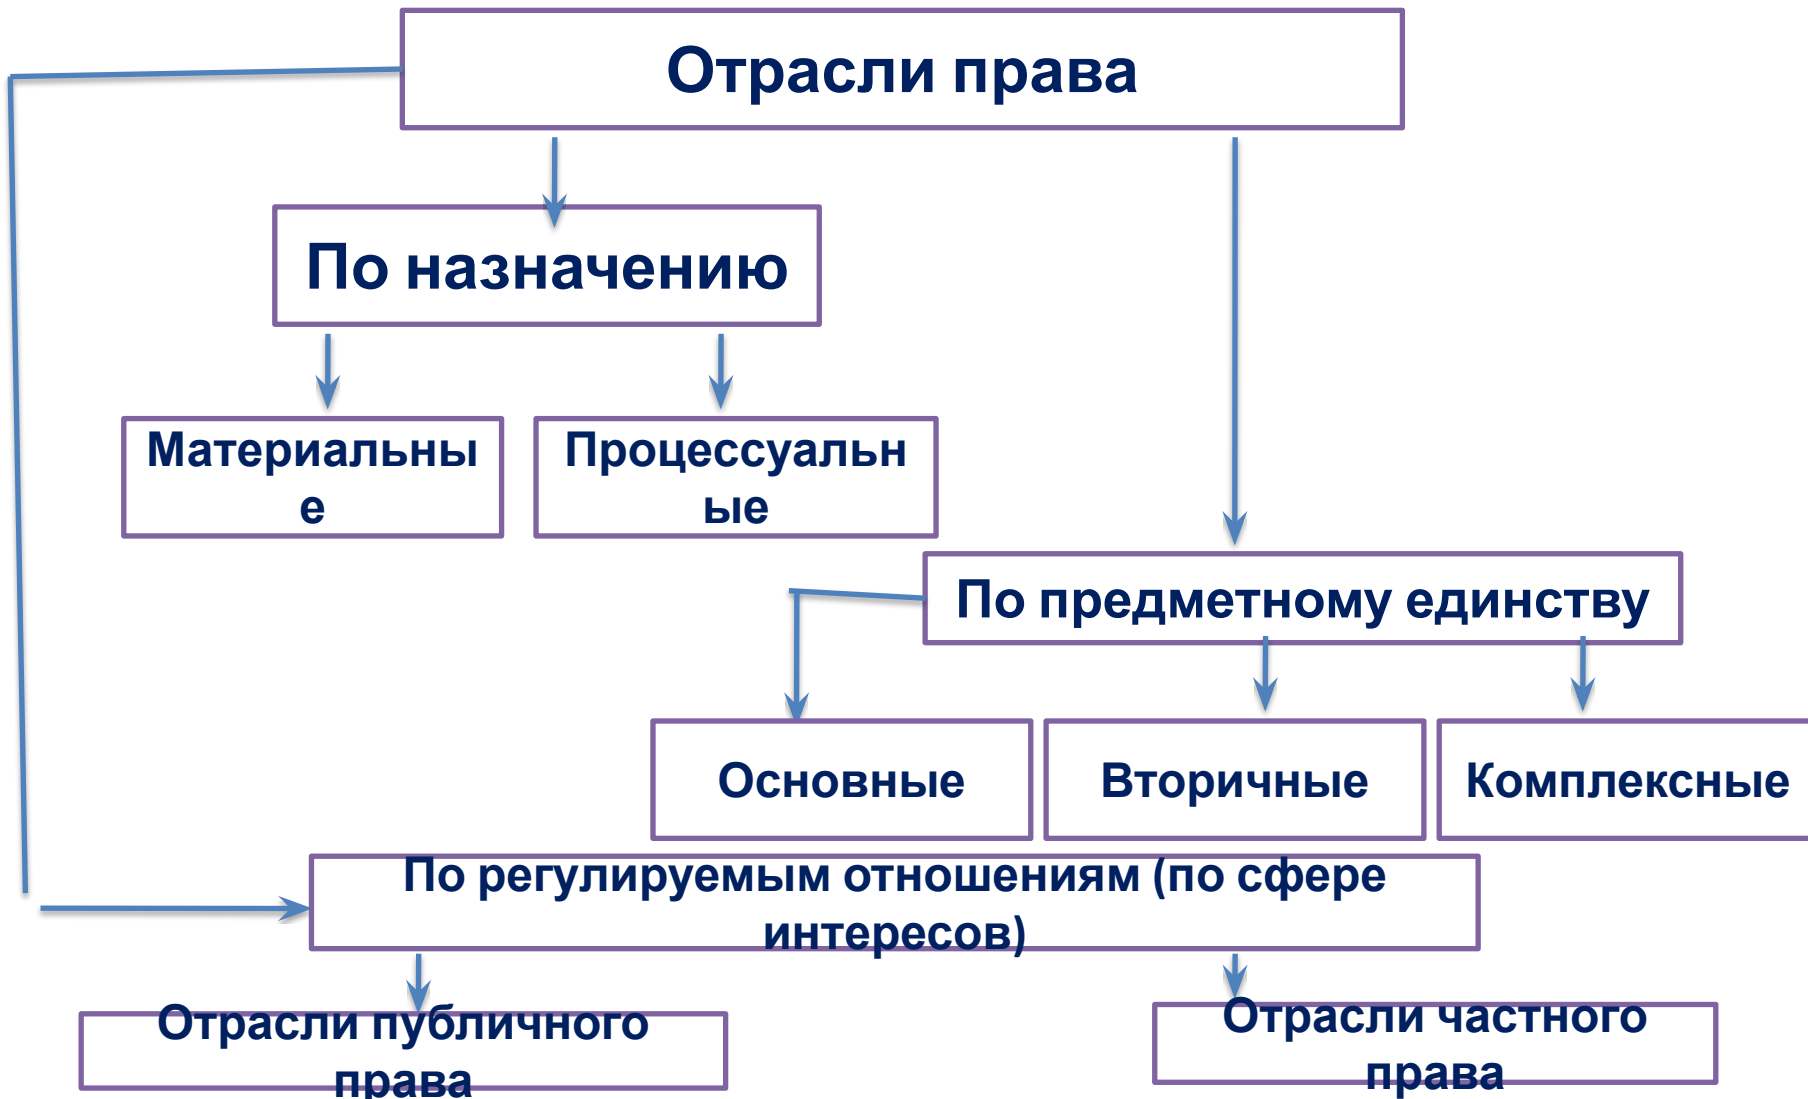 Отрасли права
По назначению
Материальны
е
Процессуальн
ые
По предметному единству
Основные
Вторичные
Комплексные
По регулируемым отношениям (по сфере
интересов)
Отрасли публичного
права
Отрасли частного
права